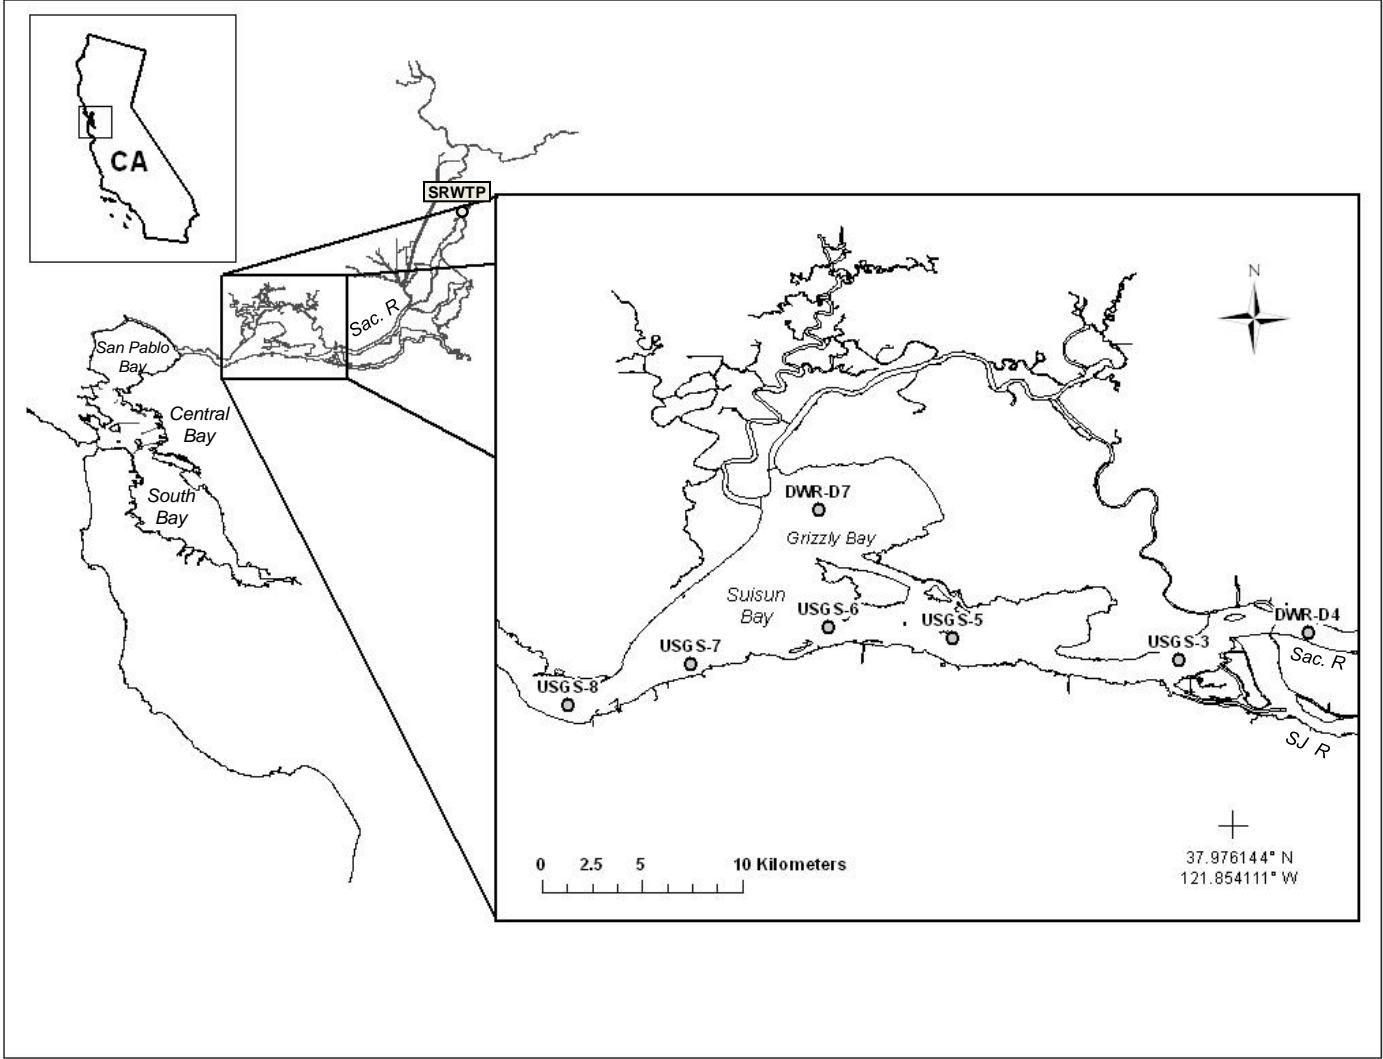 CA
SRWTP
Sac. R
San Pablo
Bay
Central
Bay
South
Bay
N
DWR-D7
Grizzly Bay
Suisun
Bay
USGS-6
USGS-5
DWR-D4
USGS-7
USGS-3
Sac. R
USGS-8
SJ R
0 2.5 5 10 Kilometers
37.976144° N
121.854111° W